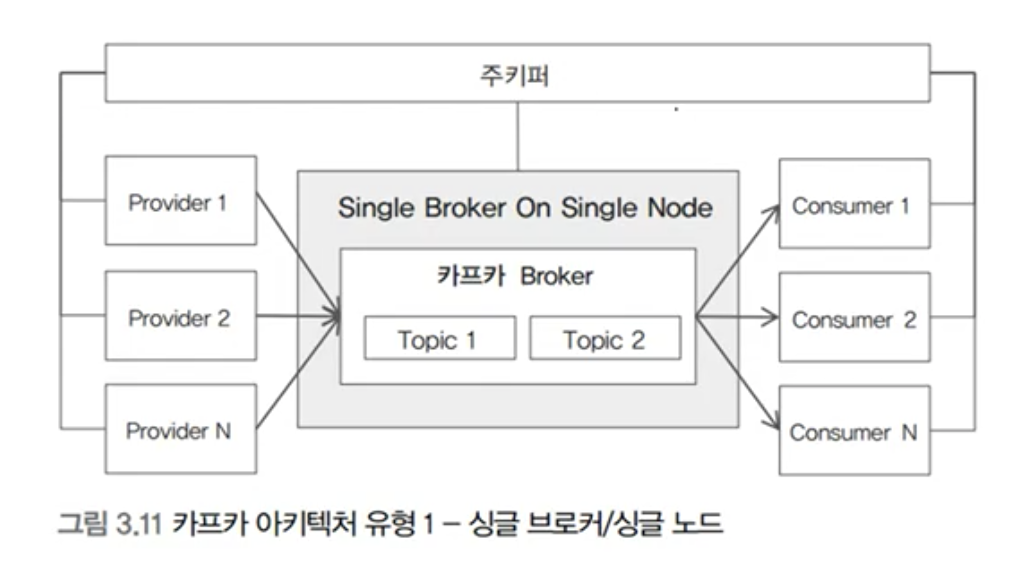 주키퍼
Provider 1
Provider 2
Provider N
Single Broker On Single Node
카프카 Broker
Topic 1
Topic 2
Consumer 1
Consumer 2
Consumer N
그림 3.11 카프카 아키텍처 유형 1 – 싱글 브로커/싱글 노드